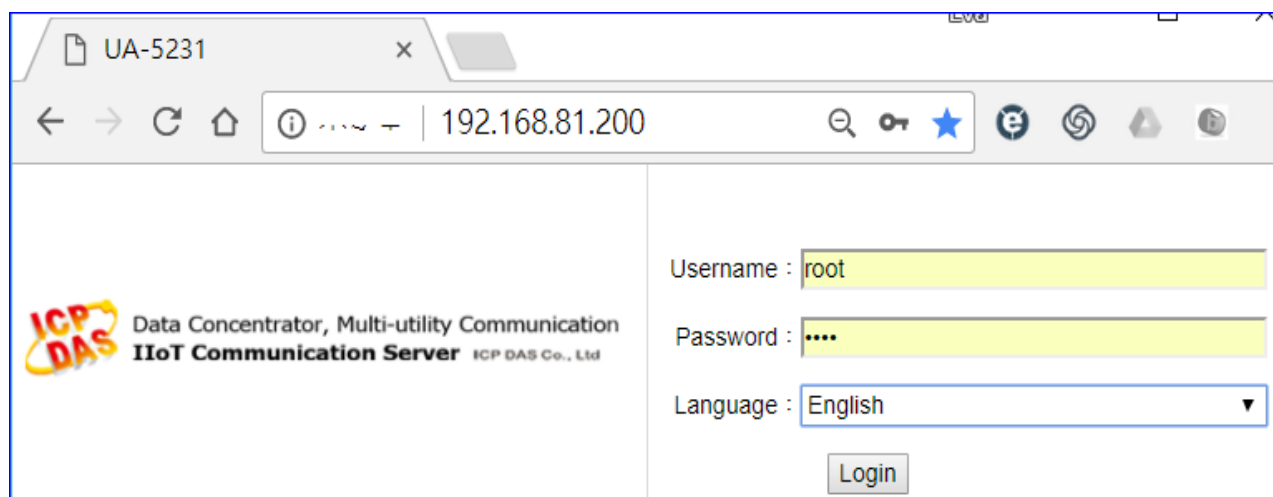 UA-5231
192.168.81.200
Username : root
ICP
DAS
Data Concentrator, Multi-utility Communication
IIoT Communication Server ICP DAS Co., Ltd
Password : ••••
Language : English
Login